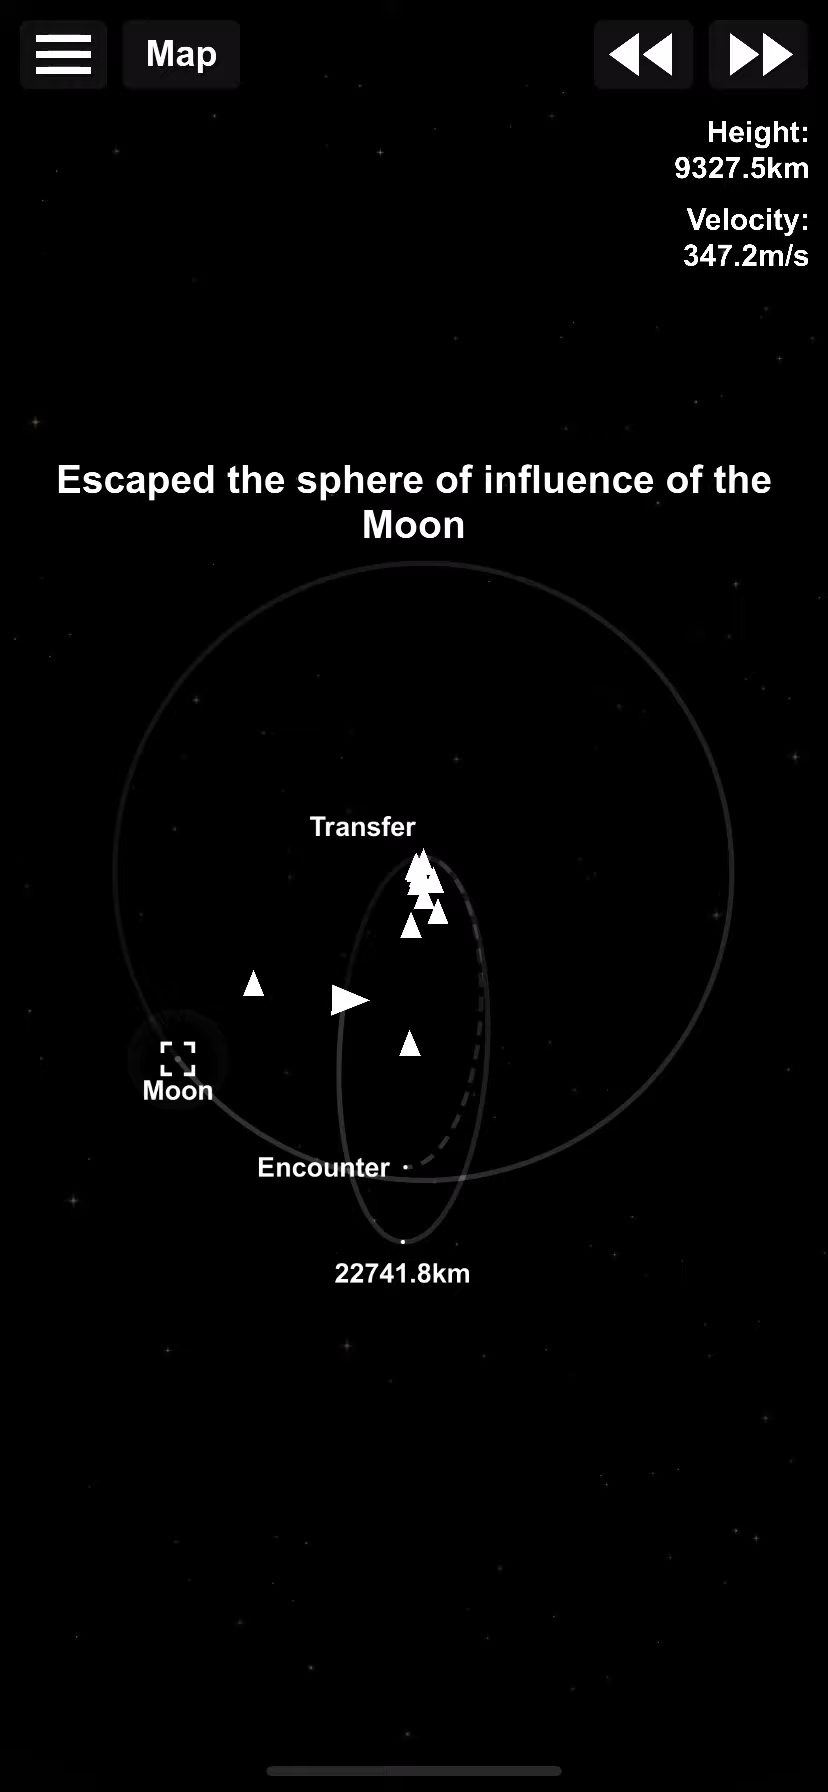 Map
Height:
9327.5km
Velocity:
347.2m/s
Escaped the sphere of influence of the
Moon
Transfer
Moon
Encounter
22741.8km